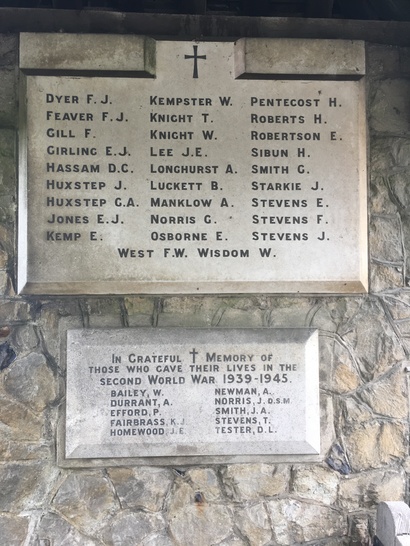 DYER F. J. KEMPSTER W. PENTECOST H.
FEAVER F. J. KNIGHT T. ROBERTS H.
GILL F. KNIGHT W. ROBERTSON E.
GIRLING E.J. LEE J.E. SIBUN H.
HASSAM D.C. LONGHURST A. SMITH G.
HUXSTEP J. LUCKETT B. STARKIE J.
HUXSTEP G.A. MANKLOW A. STEVENS E.
JONES E.J. NORRIS G. STEVENS F.
KEMP E. OSBORNE E. STEVENS J.
WEST F.W. WISDOM W.
IN GRATEFUL MEMORY OF
THOSE WHO GAVE THEIR LIVES IN THE
SECOND WORLD WAR 1939-1945.
BAILEY, W. NEWMAN, A.
DURRANT, A. NORRIS, J. D.S.M.
EFFORD, P. SMITH, J. A.
FAIRBRASS, K.J. STEVENS, T.
HOMEWOOD, J.E. TESTER, D. L.